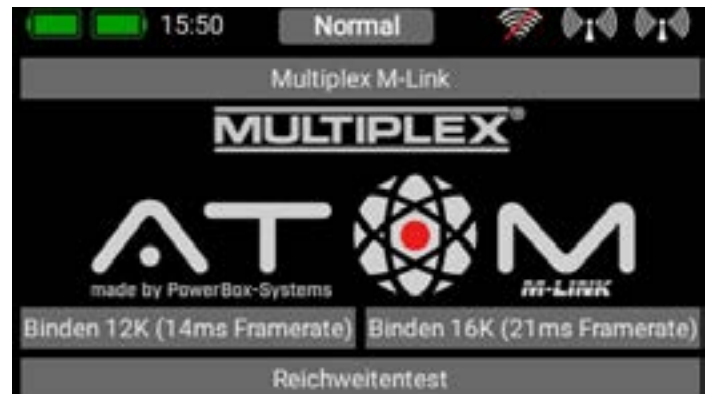 15:50 Normal
Multiplex M-Link
MULTIPLEX®
ATOM
made by PowerBox-Systems M-LINK
Binden 12K (14ms Framerate) Binden 16K (21ms Framerate)
Reichweitentest